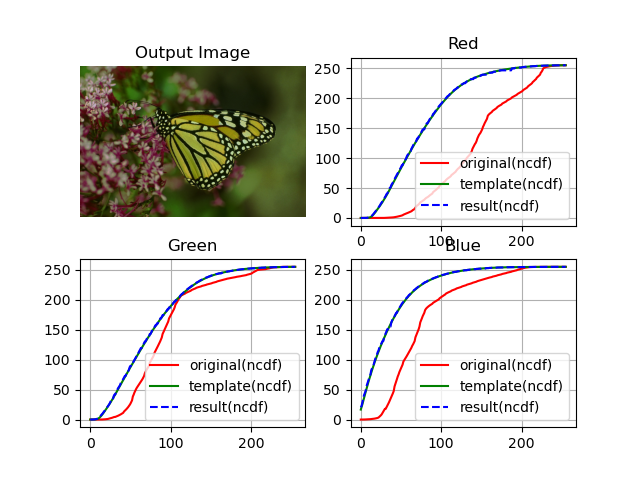 Output Image
Red
250
200
150
100
50
0
original(ncdf)
template(ncdf)
result(ncdf)
0
100
200
Green
250
200
150
100
50
0
original(ncdf)
template(ncdf)
result(ncdf)
0
100
200
Blue
250
200
150
100
50
0
original(ncdf)
template(ncdf)
result(ncdf)
0
100
200